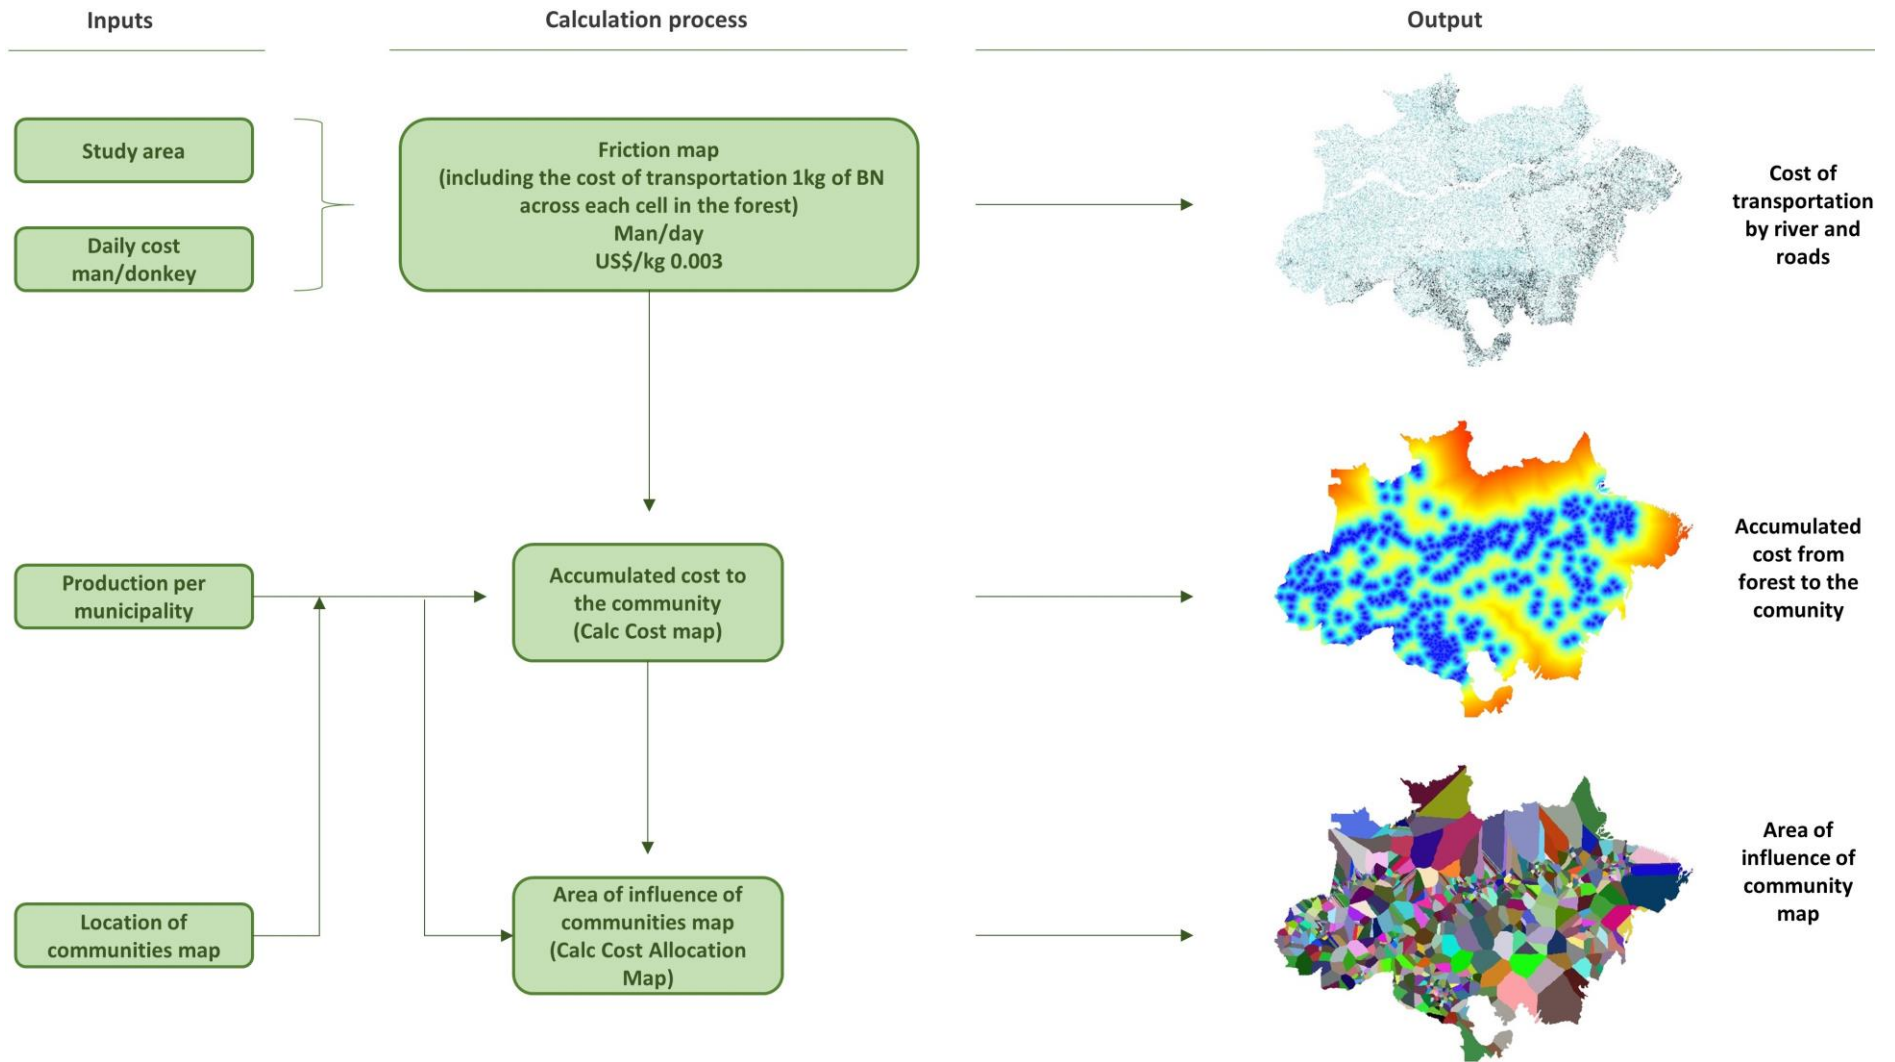 Inputs
Calculation process
Output
Study area
Daily cost
man/donkey
Friction map
(including the cost of transportation 1kg of BN
across each cell in the forest)
Man/day
US$/kg 0.003
Cost of
transportation
by river and
roads
Production per
municipality
Accumulated cost to
the community
(Calc Cost map)
Accumulated
cost from
forest to the
comunity
Location of
communities map
Area of influence of
communities map
(Calc Cost Allocation
Map)
Area of
influence of
community
map